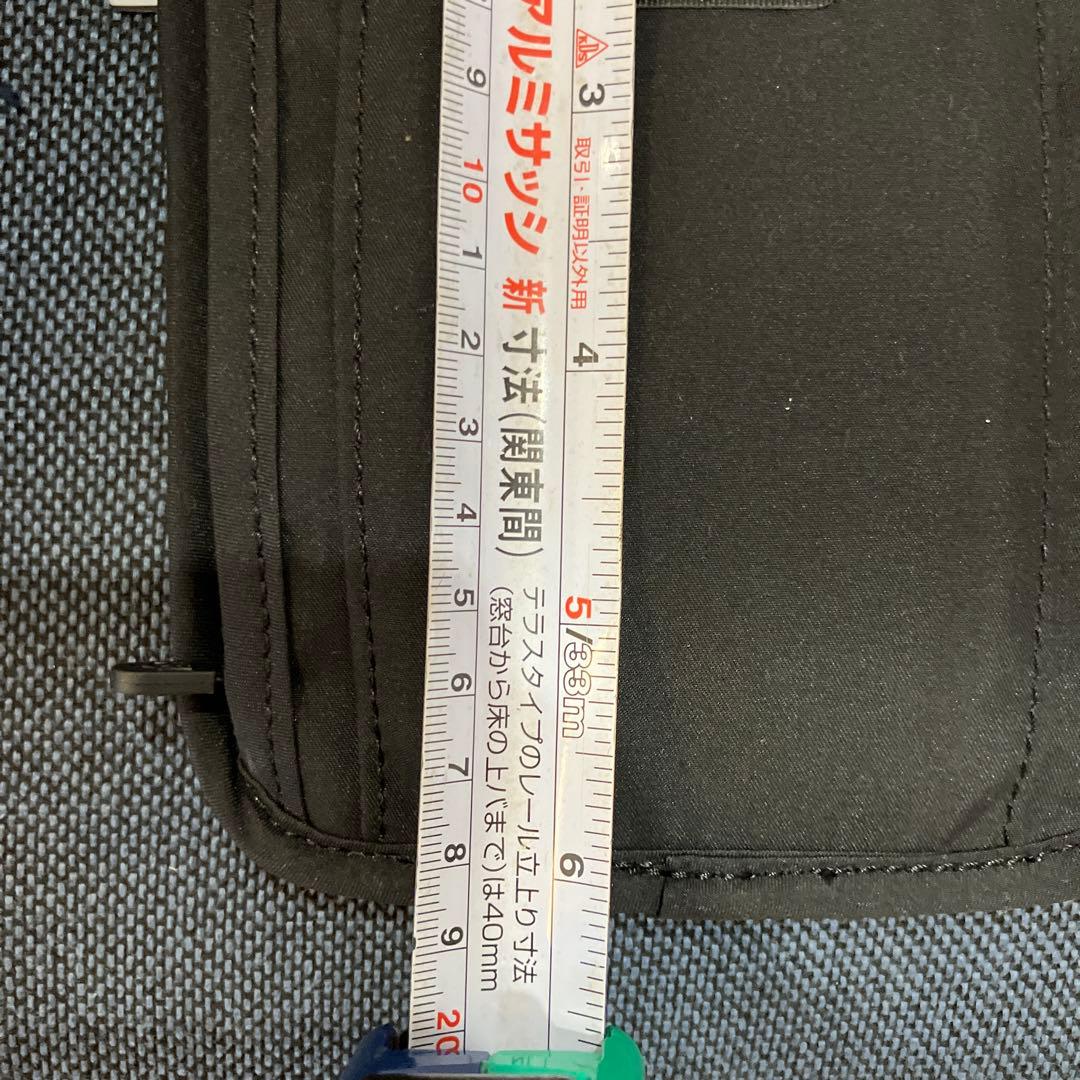 9
10
1
2
3
4
5
6
7
8
9
20
アルミサッシ 新 寸法(関東間)
テラスタイプのレール立上り寸法
(窓台から床の上バまで)は40mm
KDS
3
取引・証明以外用
4
5/33m
6